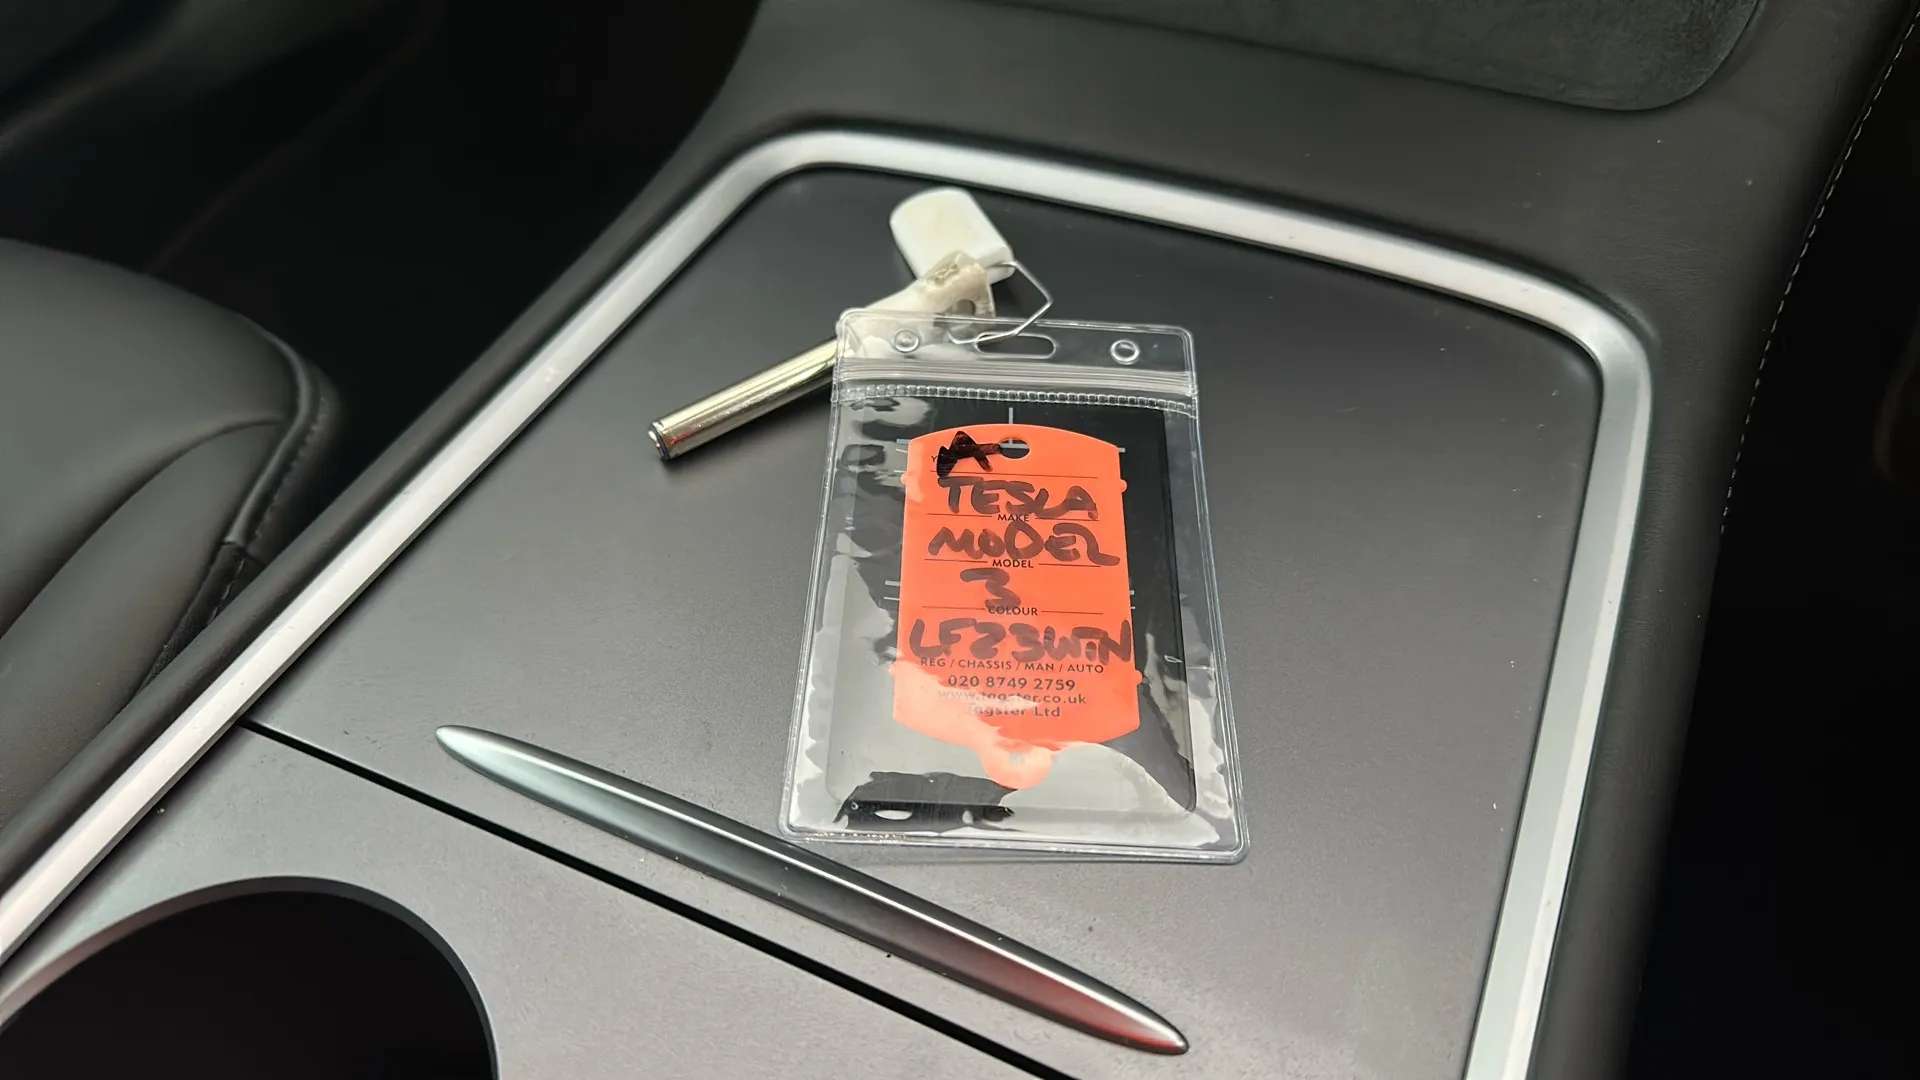 TESLA
MAKE
MODEL
MODEL
3
COLOUR
LF23WTN
REG / CHASSIS / MAN / AUTO
020 8749 2759
www.tagster.co.uk
Tagster Ltd